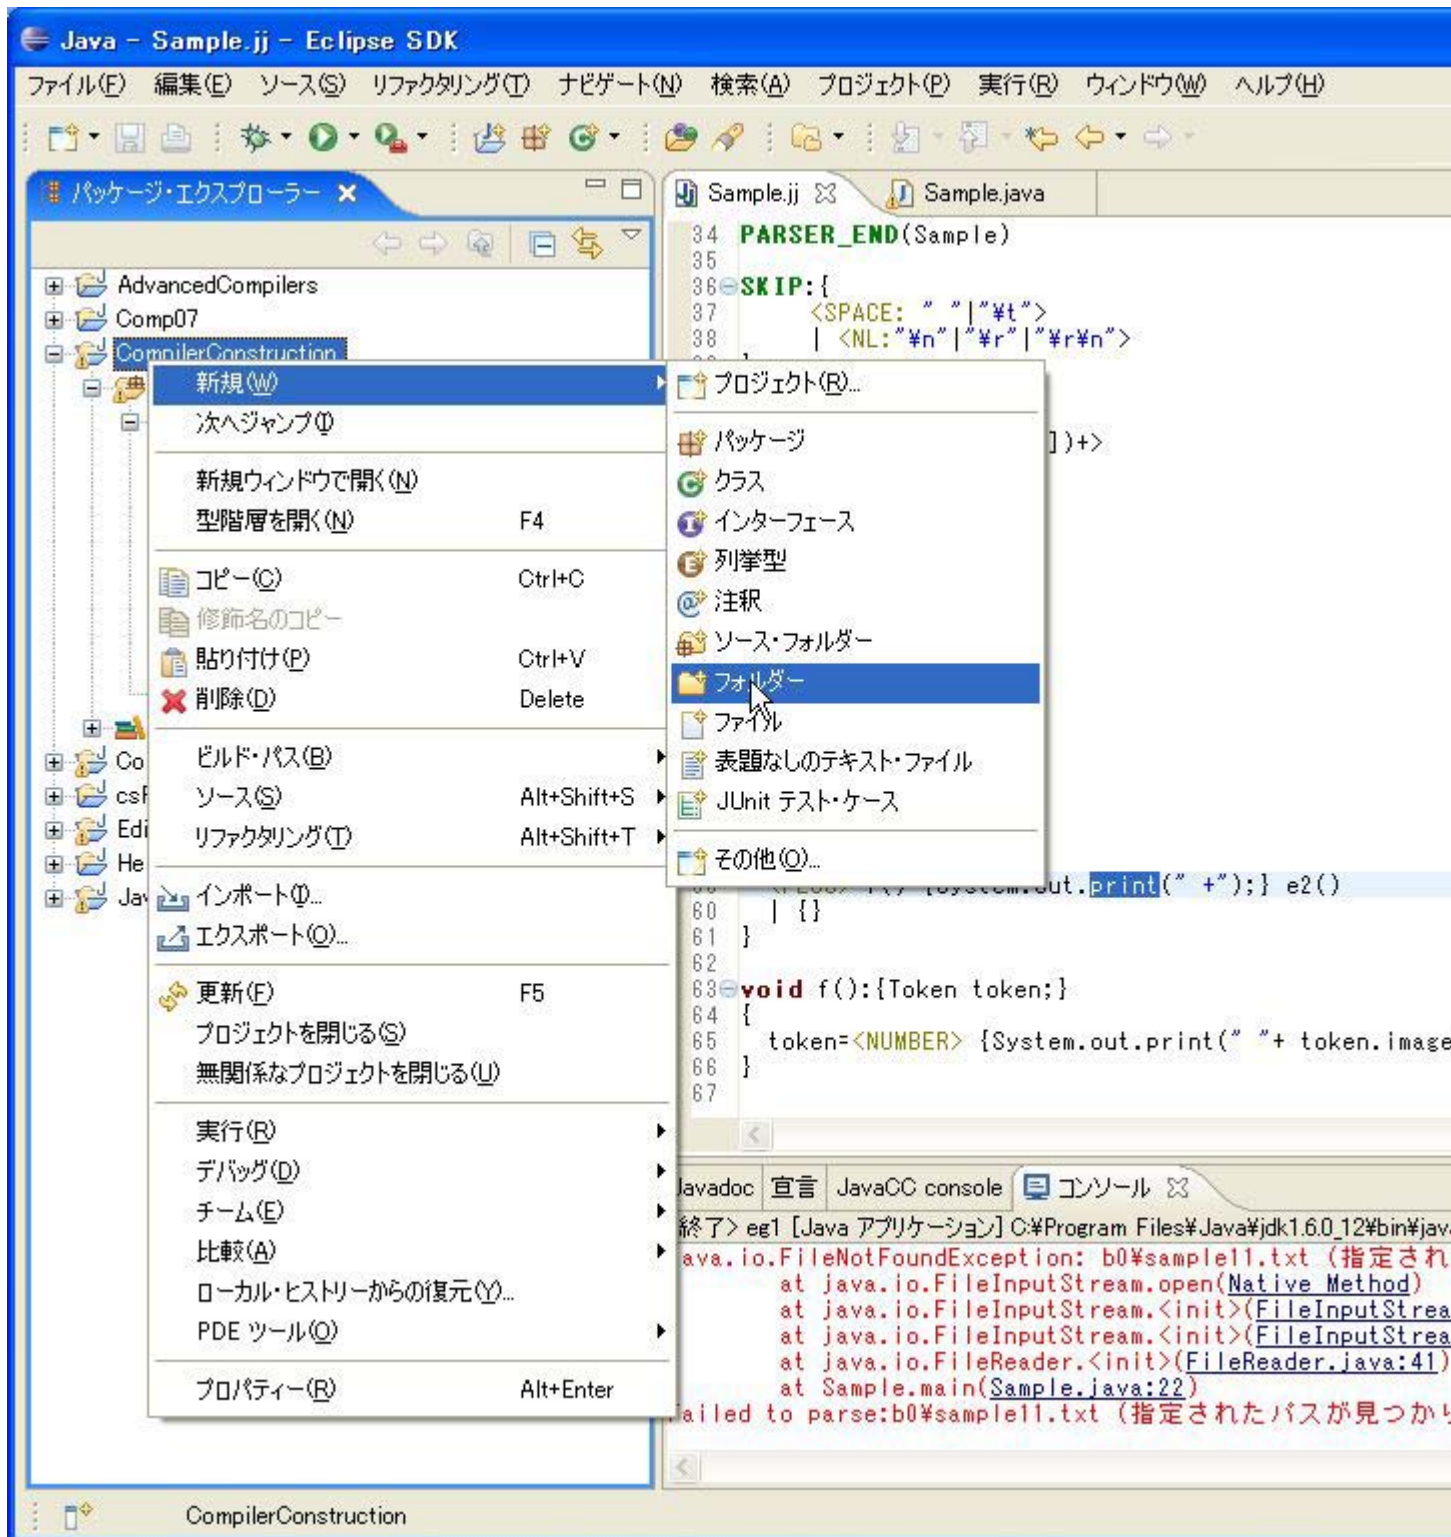 Java - Sample.jj - Eclipse SDK
ファイル(F) 編集(E) ソース(S) リファクタリング(T) ナビゲート(N) 検索(A) プロジェクト(P) 実行(R) ウィンドウ(W) ヘルプ(H)
パッケージ・エクスプローラー
AdvancedCompilers
Comp07
CompilerConstruction
Co
Edi
He
新規(W)
次へジャンプ(I)
新規ウィンドウで開く(N)
型階層を開く(N) F4
コピー(C) Ctrl+C
修飾名のコピー
貼り付け(P) Ctrl+V
削除(D) Delete
ビルド・パス(B)
ソース(S) Alt+Shift+S
リファクタリング(T) Alt+Shift+T
インポート(I)...
エクスポート(O)...
更新(F) F5
プロジェクトを閉じる(S)
無関係なプロジェクトを閉じる(U)
実行(R)
デバッグ(D)
チーム(E)
比較(A)
ローカル・ヒストリーからの復元(Y)...
PDE ツール(O)
プロパティー(R) Alt+Enter
プロジェクト(R)...
パッケージ
クラス
インターフェース
列挙型
注釈
ソース・フォルダー
フォルダー
ファイル
表題なしのテキスト・ファイル
JUnit テスト・ケース
その他(O)...
Sample.jj Sample.java
34 PARSER_END(Sample)
35
36 SKIP:{
37 <SPACE: " "|"¥t">
38 | <NL:"¥n"|"¥r"|"¥r¥n">
])+>
print(" +");} e2()
60 | {}
61 }
62
63 void f():{Token token;}
64 {
65 token=<NUMBER> {System.out.print(" "+ token.image
66 }
67
Javadoc 宣言 JavaCC console コンソール
終了> eg1 [Java アプリケーション] C:¥Program Files¥Java¥jdk1.6.0_12¥bin¥java
ava.io.FileNotFoundException: b0¥sample11.txt (指定され
at java.io.FileInputStream.open(Native Method)
at java.io.FileInputStream.<init>(FileInputStrea
at java.io.FileInputStream.<init>(FileInputStrea
at java.io.FileReader.<init>(FileReader.java:41)
at Sample.main(Sample.java:22)
ailed to parse:b0¥sample11.txt (指定されたパスが見つかり
CompilerConstruction